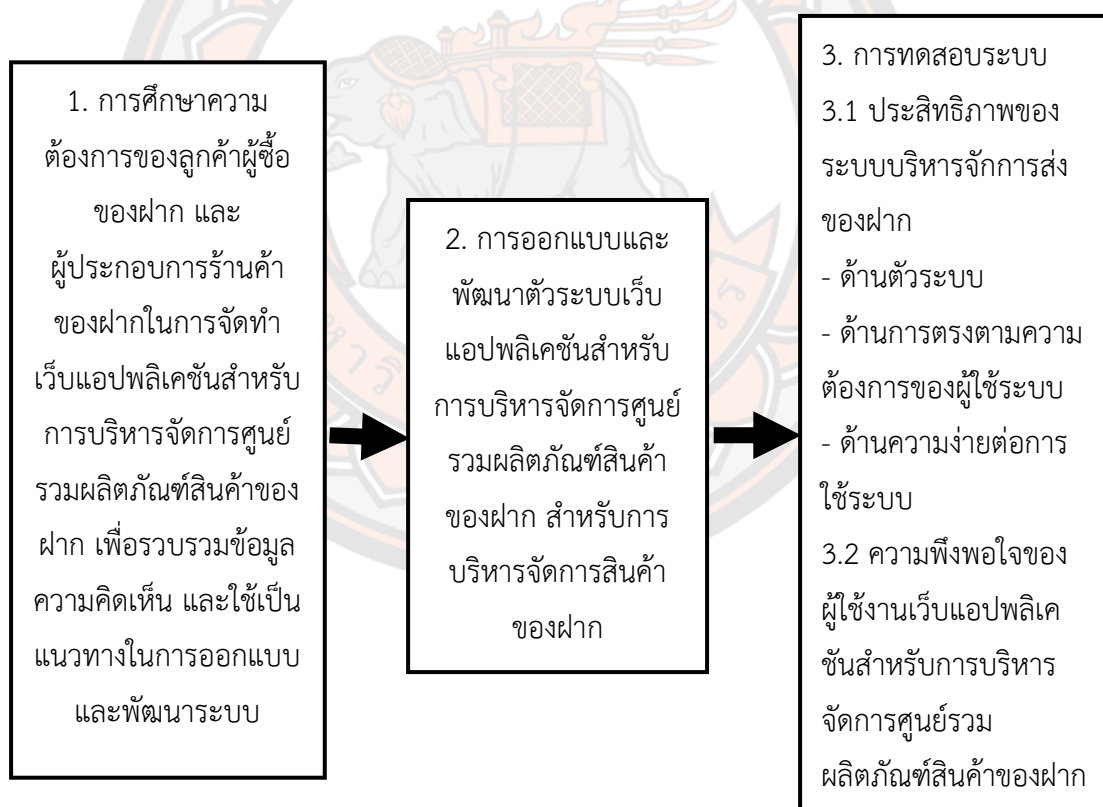 1. การศึกษาความ
ต้องการของลูกค้าผู้ซื้อ
ของฝาก และ
ผู้ประกอบการร้านค้า
ของฝากในการจัดทำ
เว็บแอปพลิเคชันสำหรับ
การบริหารจัดการศูนย์
รวมผลิตภัณฑ์สินค้าของ
ฝาก เพื่อรวบรวมข้อมูล
ความคิดเห็น และใช้เป็น
แนวทางในการออกแบบ
และพัฒนาระบบ
2. การออกแบบและ
พัฒนาตัวระบบเว็บ
แอปพลิเคชันสำหรับ
การบริหารจัดการศูนย์
รวมผลิตภัณฑ์สินค้า
ของฝาก สำหรับการ
บริหารจัดการสินค้า
ของฝาก
3. การทดสอบระบบ
3.1 ประสิทธิภาพของ
ระบบบริหารจักการส่ง
ของฝาก
- ด้านตัวระบบ
- ด้านการตรงตามความ
ต้องการของผู้ใช้ระบบ
- ด้านความง่ายต่อการ
ใช้ระบบ
3.2 ความพึงพอใจของ
ผู้ใช้งานเว็บแอปพลิเค
ชันสำหรับการบริหาร
จัดการศูนย์รวม
ผลิตภัณฑ์สินค้าของฝาก